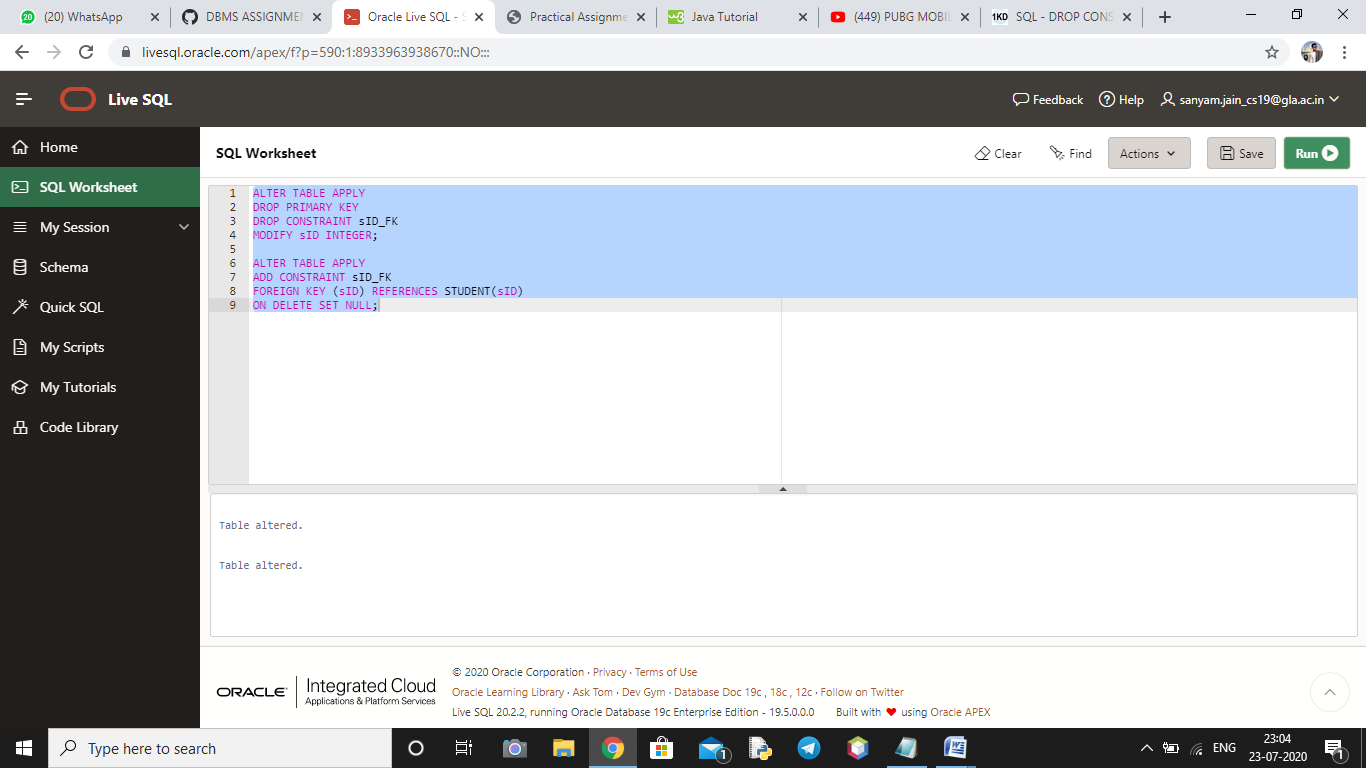 (20) WhatsApp
DBMS ASSIGNMEN
Oracle Live SQL - S
Practical Assignme
Java Tutorial
(449) PUBG MOBIL
1KD SQL - DROP CONS
livesql.oracle.com/apex/f?p=590:1:8933963938670::NO:::
Live SQL
Feedback
Help
sanyam.jain_cs19@gla.ac.in
Home
SQL Worksheet
My Session
Schema
Quick SQL
My Scripts
My Tutorials
Code Library
SQL Worksheet
Clear
Find
Actions
Save
Run
1 ALTER TABLE APPLY
2 DROP PRIMARY KEY
3 DROP CONSTRAINT sID_FK
4 MODIFY sID INTEGER;
5
6 ALTER TABLE APPLY
7 ADD CONSTRAINT sID_FK
8 FOREIGN KEY (sID) REFERENCES STUDENT(sID)
9 ON DELETE SET NULL;
Table altered.
Table altered.
ORACLE
Integrated Cloud
Applications & Platform Services
© 2020 Oracle Corporation · Privacy · Terms of Use
Oracle Learning Library · Ask Tom · Dev Gym · Database Doc 19c , 18c , 12c · Follow on Twitter
Live SQL 20.2.2, running Oracle Database 19c Enterprise Edition - 19.5.0.0.0 Built with ❤ using Oracle APEX
Type here to search
1
ENG
23:04
23-07-2020
1